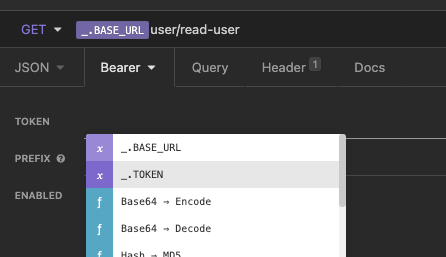 GET _.BASE_URL user/read-user
JSON Bearer Query Header 1 Docs
TOKEN
x _.BASE_URL
PREFIX ?
x _.TOKEN
ENABLED
f Base64 → Encode
f Base64 → Decode
f Hash → MD5